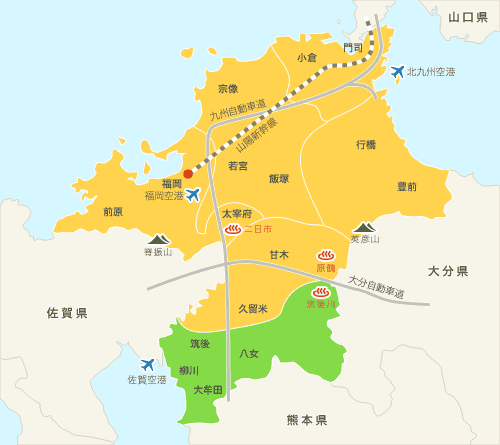 山口県
門司
小倉
北九州空港
宗像
九州自動車道
山陽新幹線
行橋
若宮
飯塚
福岡
福岡空港
豊前
前原
太宰府
二日市
英彦山
脊振山
甘木
原鶴
大分県
大分自動車道
筑後川
久留米
佐賀県
筑後
八女
柳川
佐賀空港
大牟田
熊本県